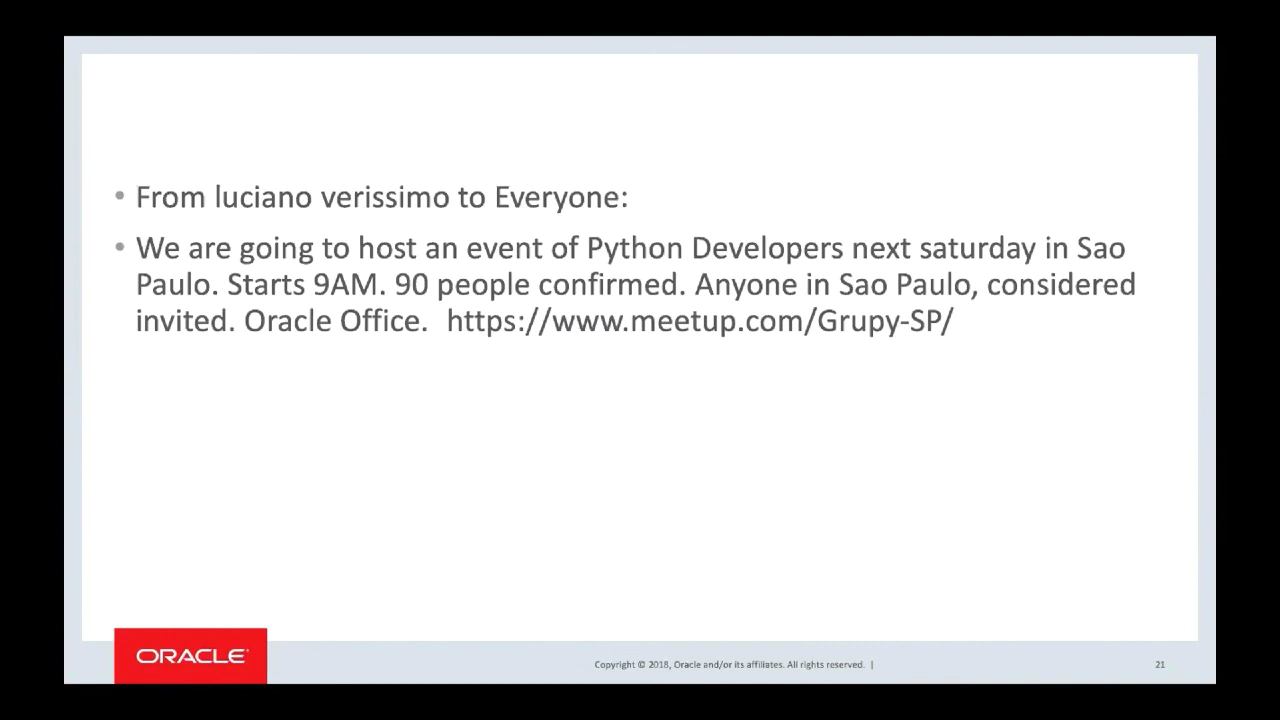 • From luciano verissimo to Everyone:
• We are going to host an event of Python Developers next saturday in Sao
Paulo. Starts 9AM. 90 people confirmed. Anyone in Sao Paulo, considered
invited. Oracle Office.  https://www.meetup.com/Grupy-SP/
ORACLE
Copyright © 2018, Oracle and/or its affiliates. All rights reserved. |
21